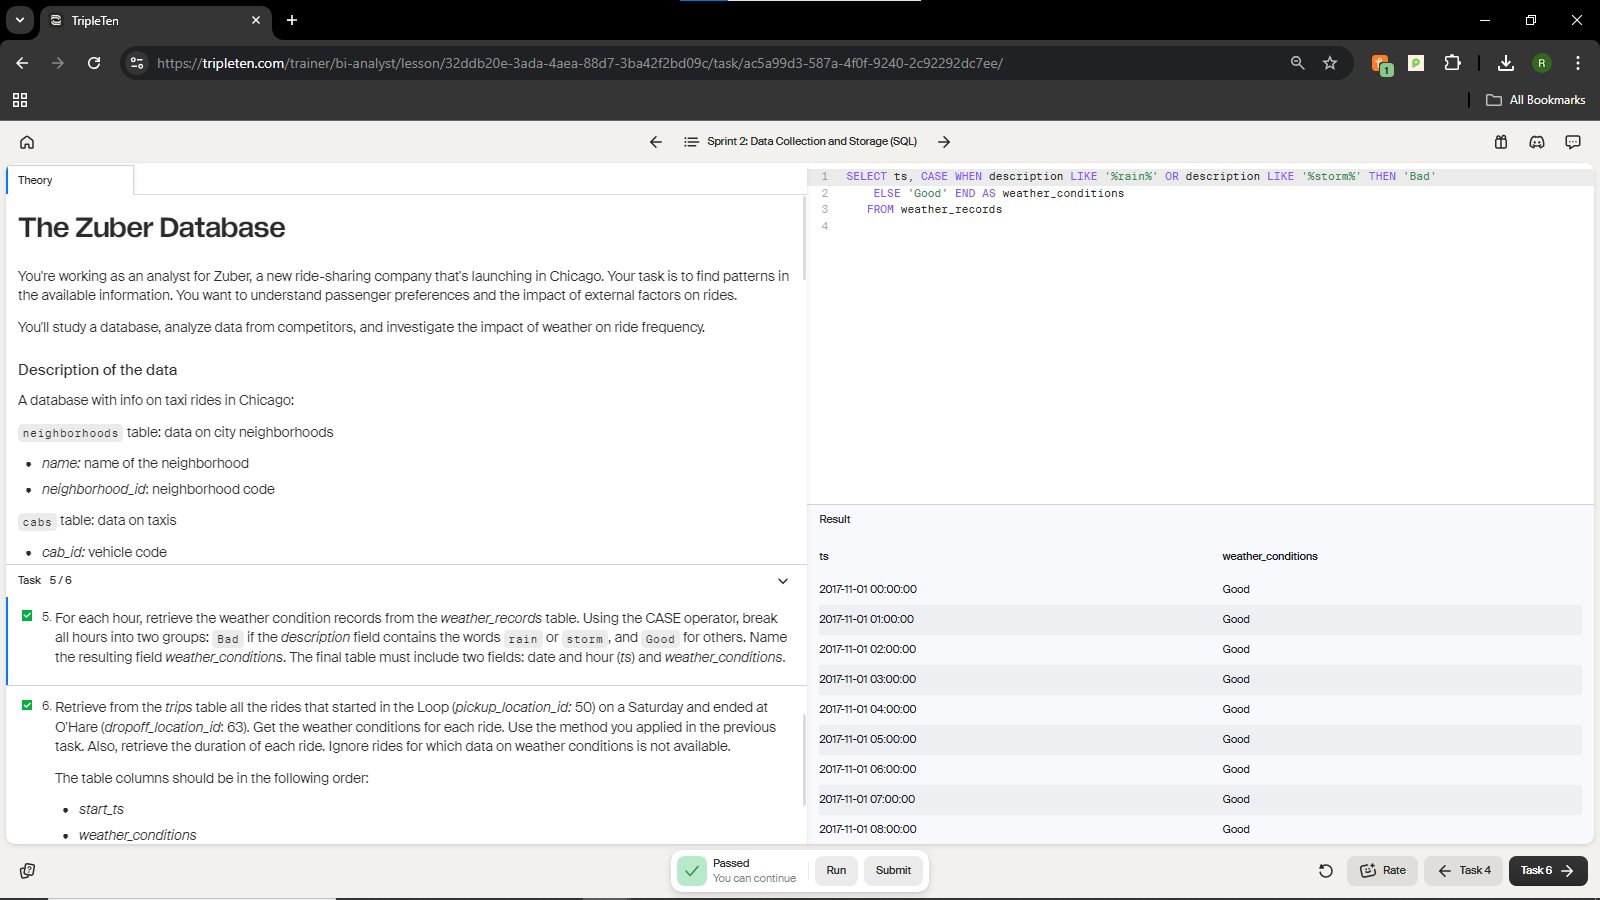 TripleTen
https://tripleten.com/trainer/bi-analyst/lesson/32ddb20e-3ada-4aea-88d7-3ba42f2bd09c/task/ac5a99d3-587a-4f0f-9240-2c92292dc7ee/
1
R
All Bookmarks
Sprint 2: Data Collection and Storage (SQL)
Theory
The Zuber Database
You're working as an analyst for Zuber, a new ride-sharing company that's launching in Chicago. Your task is to find patterns in
the available information. You want to understand passenger preferences and the impact of external factors on rides.
You'll study a database, analyze data from competitors, and investigate the impact of weather on ride frequency.
Description of the data
A database with info on taxi rides in Chicago:
neighborhoods table: data on city neighborhoods
• name: name of the neighborhood
• neighborhood_id: neighborhood code
cabs table: data on taxis
• cab_id: vehicle code
Task 5 / 6
5. For each hour, retrieve the weather condition records from the weather_records table. Using the CASE operator, break
all hours into two groups: Bad if the description field contains the words rain or storm, and Good for others. Name
the resulting field weather_conditions. The final table must include two fields: date and hour (ts) and weather_conditions.
6. Retrieve from the trips table all the rides that started in the Loop (pickup_location_id: 50) on a Saturday and ended at
O'Hare (dropoff_location_id: 63). Get the weather conditions for each ride. Use the method you applied in the previous
task. Also, retrieve the duration of each ride. Ignore rides for which data on weather conditions is not available.
The table columns should be in the following order:
• start_ts
• weather_conditions
1 SELECT ts, CASE WHEN description LIKE '%rain%' OR description LIKE '%storm%' THEN 'Bad'
2 ELSE 'Good' END AS weather_conditions
3 FROM weather_records
4
Result
ts weather_conditions
2017-11-01 00:00:00 Good
2017-11-01 01:00:00 Good
2017-11-01 02:00:00 Good
2017-11-01 03:00:00 Good
2017-11-01 04:00:00 Good
2017-11-01 05:00:00 Good
2017-11-01 06:00:00 Good
2017-11-01 07:00:00 Good
2017-11-01 08:00:00 Good
Passed
You can continue
Run
Submit
Rate
Task 4
Task 6